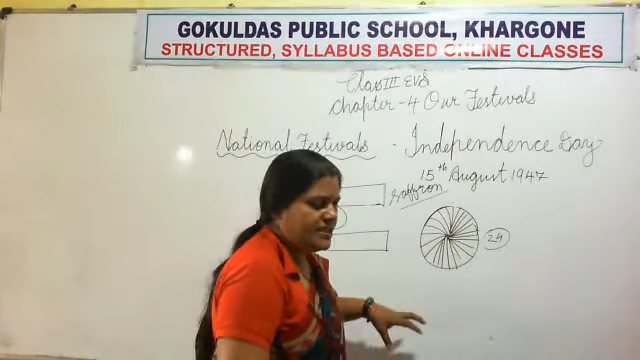 GOKULDAS PUBLIC SCHOOL, KHARGONE
STRUCTURED, SYLLABUS BASED ONLINE CLASSES
Class III EVS
Chapter - 4 Our Festivals
National Festivals - Independence Day
15th August 1947
Saffron
24